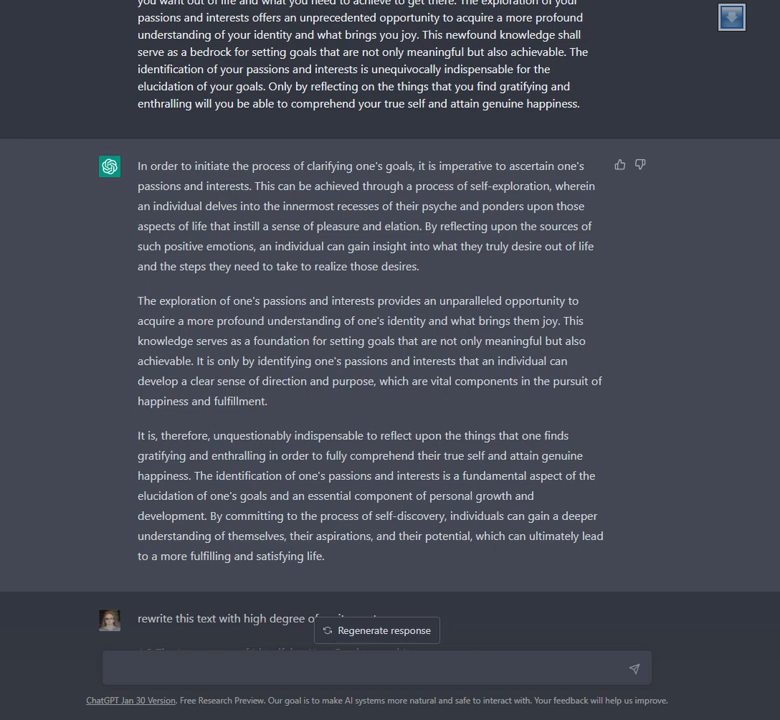 you want out of life and what you need to achieve to get there. The exploration of your
passions and interests offers an unprecedented opportunity to acquire a more profound
understanding of your identity and what brings you joy. This newfound knowledge shall
serve as a bedrock for setting goals that are not only meaningful but also achievable. The
identification of your passions and interests is unequivocally indispensable for the
elucidation of your goals. Only by reflecting on the things that you find gratifying and
enthralling will you be able to comprehend your true self and attain genuine happiness.
In order to initiate the process of clarifying one's goals, it is imperative to ascertain one's
passions and interests. This can be achieved through a process of self-exploration, wherein
an individual delves into the innermost recesses of their psyche and ponders upon those
aspects of life that instill a sense of pleasure and elation. By reflecting upon the sources of
such positive emotions, an individual can gain insight into what they truly desire out of life
and the steps they need to take to realize those desires.
The exploration of one's passions and interests provides an unparalleled opportunity to
acquire a more profound understanding of one's identity and what brings them joy. This
knowledge serves as a foundation for setting goals that are not only meaningful but also
achievable. It is only by identifying one's passions and interests that an individual can
develop a clear sense of direction and purpose, which are vital components in the pursuit of
happiness and fulfillment.
It is, therefore, unquestionably indispensable to reflect upon the things that one finds
gratifying and enthralling in order to fully comprehend their true self and attain genuine
happiness. The identification of one's passions and interests is a fundamental aspect of the
elucidation of one's goals and an essential component of personal growth and
development. By committing to the process of self-discovery, individuals can gain a deeper
understanding of themselves, their aspirations, and their potential, which can ultimately lead
to a more fulfilling and satisfying life.
rewrite this text with high degree of
Regenerate response
ChatGPT Jan 30 Version. Free Research Preview. Our goal is to make AI systems more natural and safe to interact with. Your feedback will help us improve.